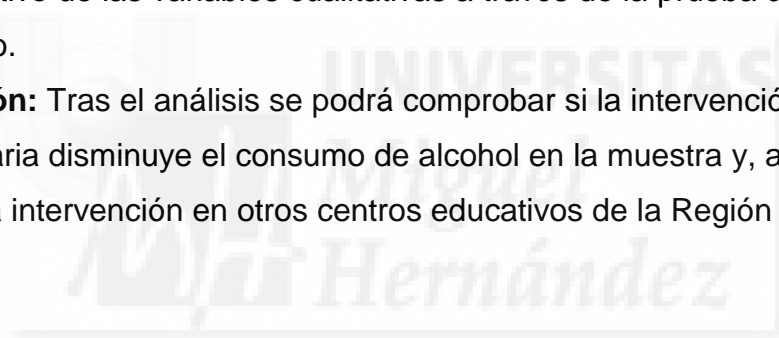 tivo de las variables cualitativas a través de la prueba
o.
ón: Tras el análisis se podrá comprobar si la intervenció
aria disminuye el consumo de alcohol en la muestra y, a
a intervención en otros centros educativos de la Región
UNIVERSITAS
Miguel
Hernández